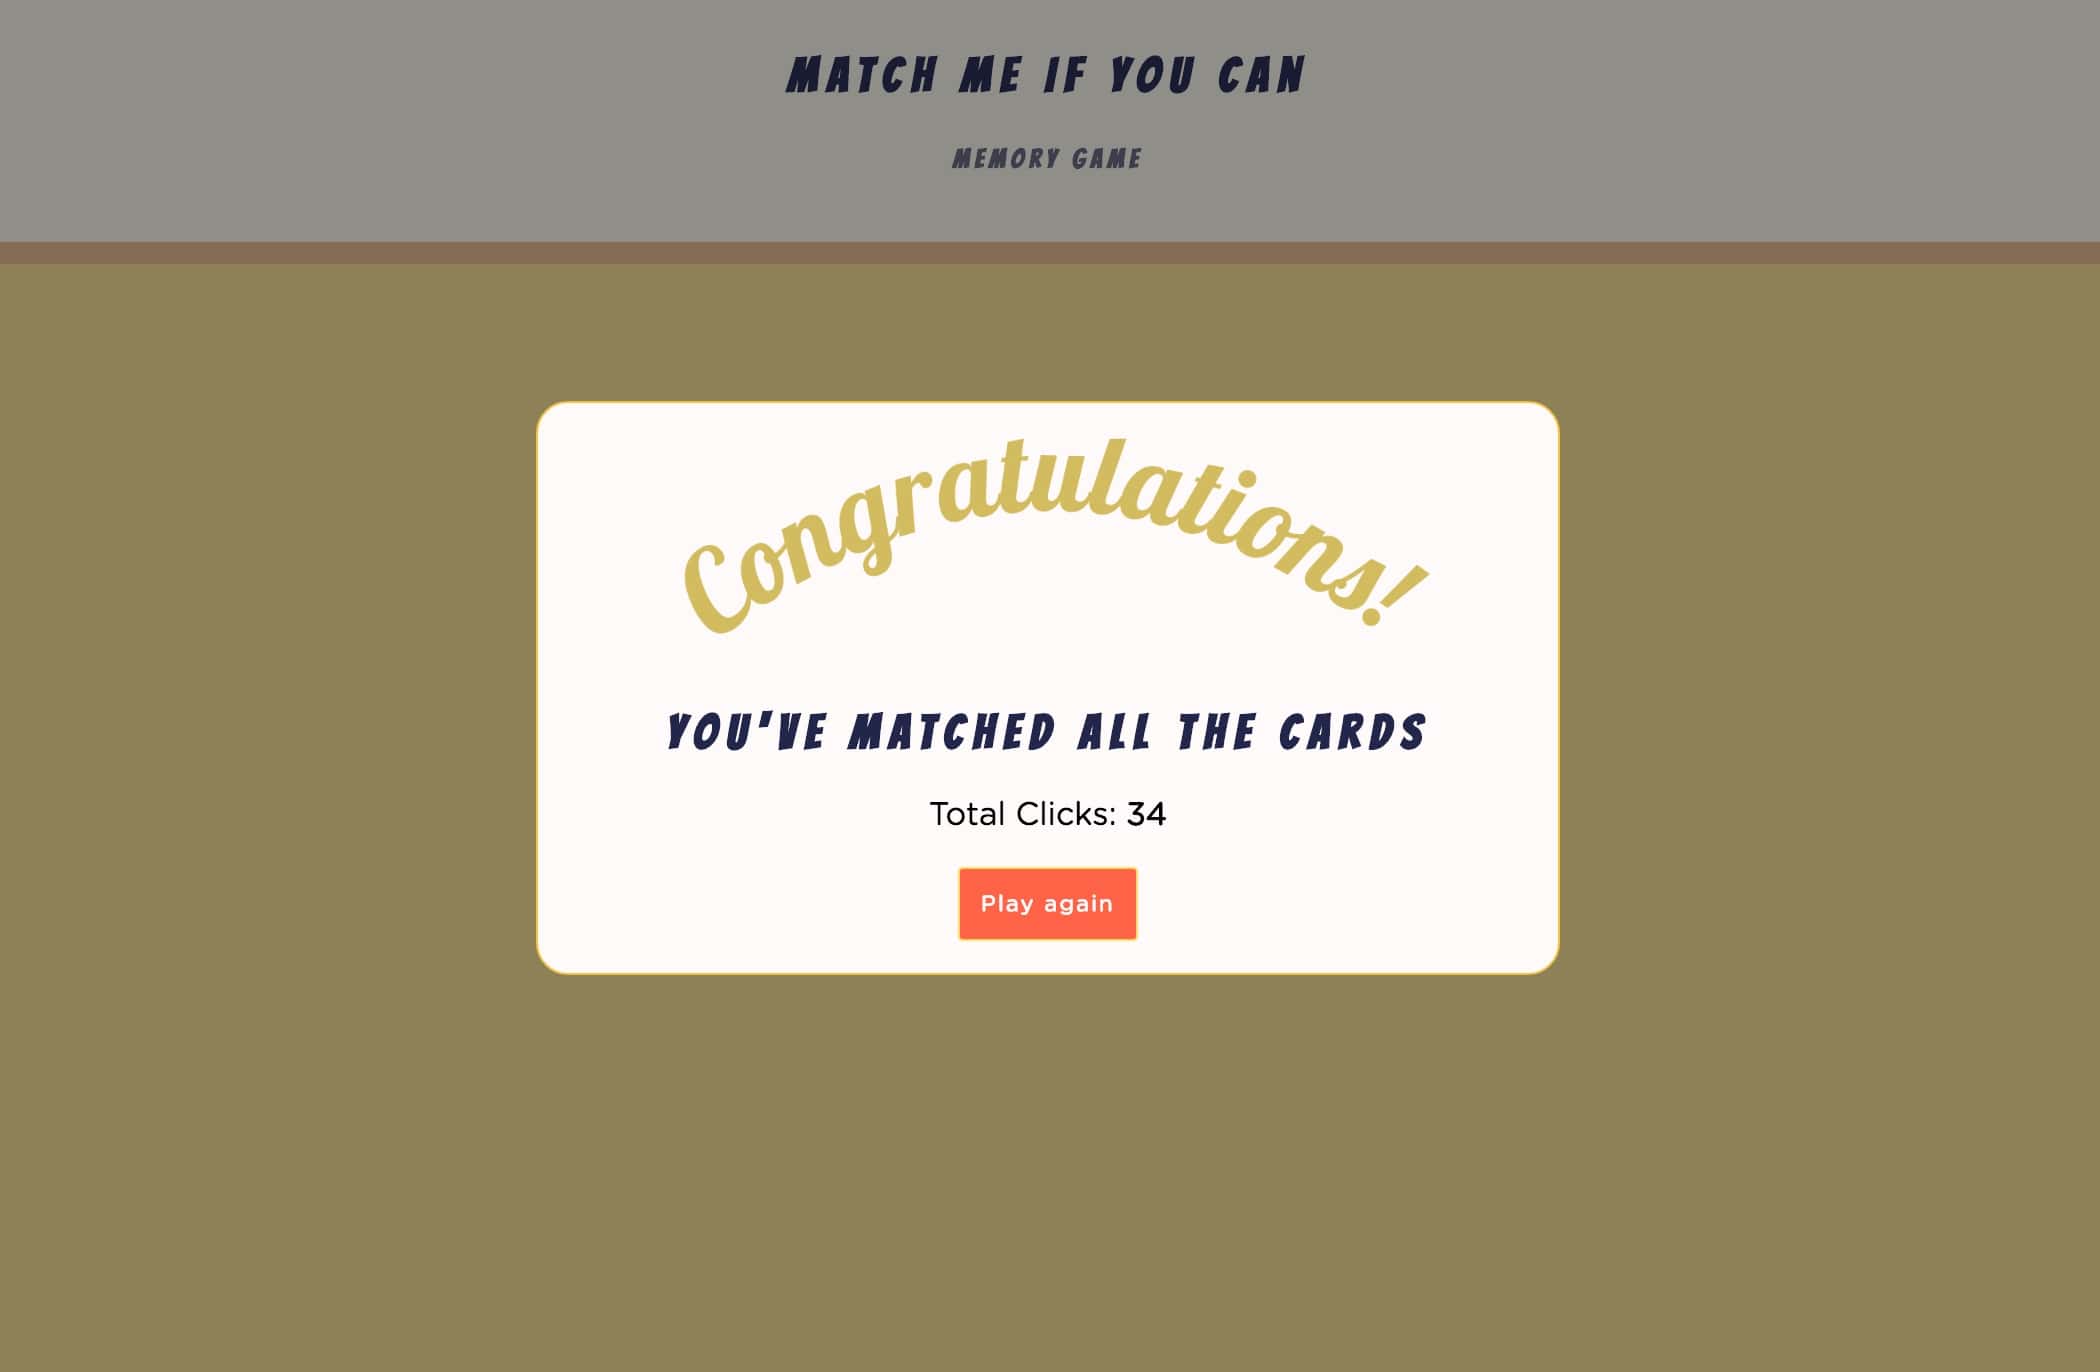 MATCH ME IF YOU CAN
MEMORY GAME
Congratulations!
YOU'VE MATCHED ALL THE CARDS
Total Clicks: 34
Play again